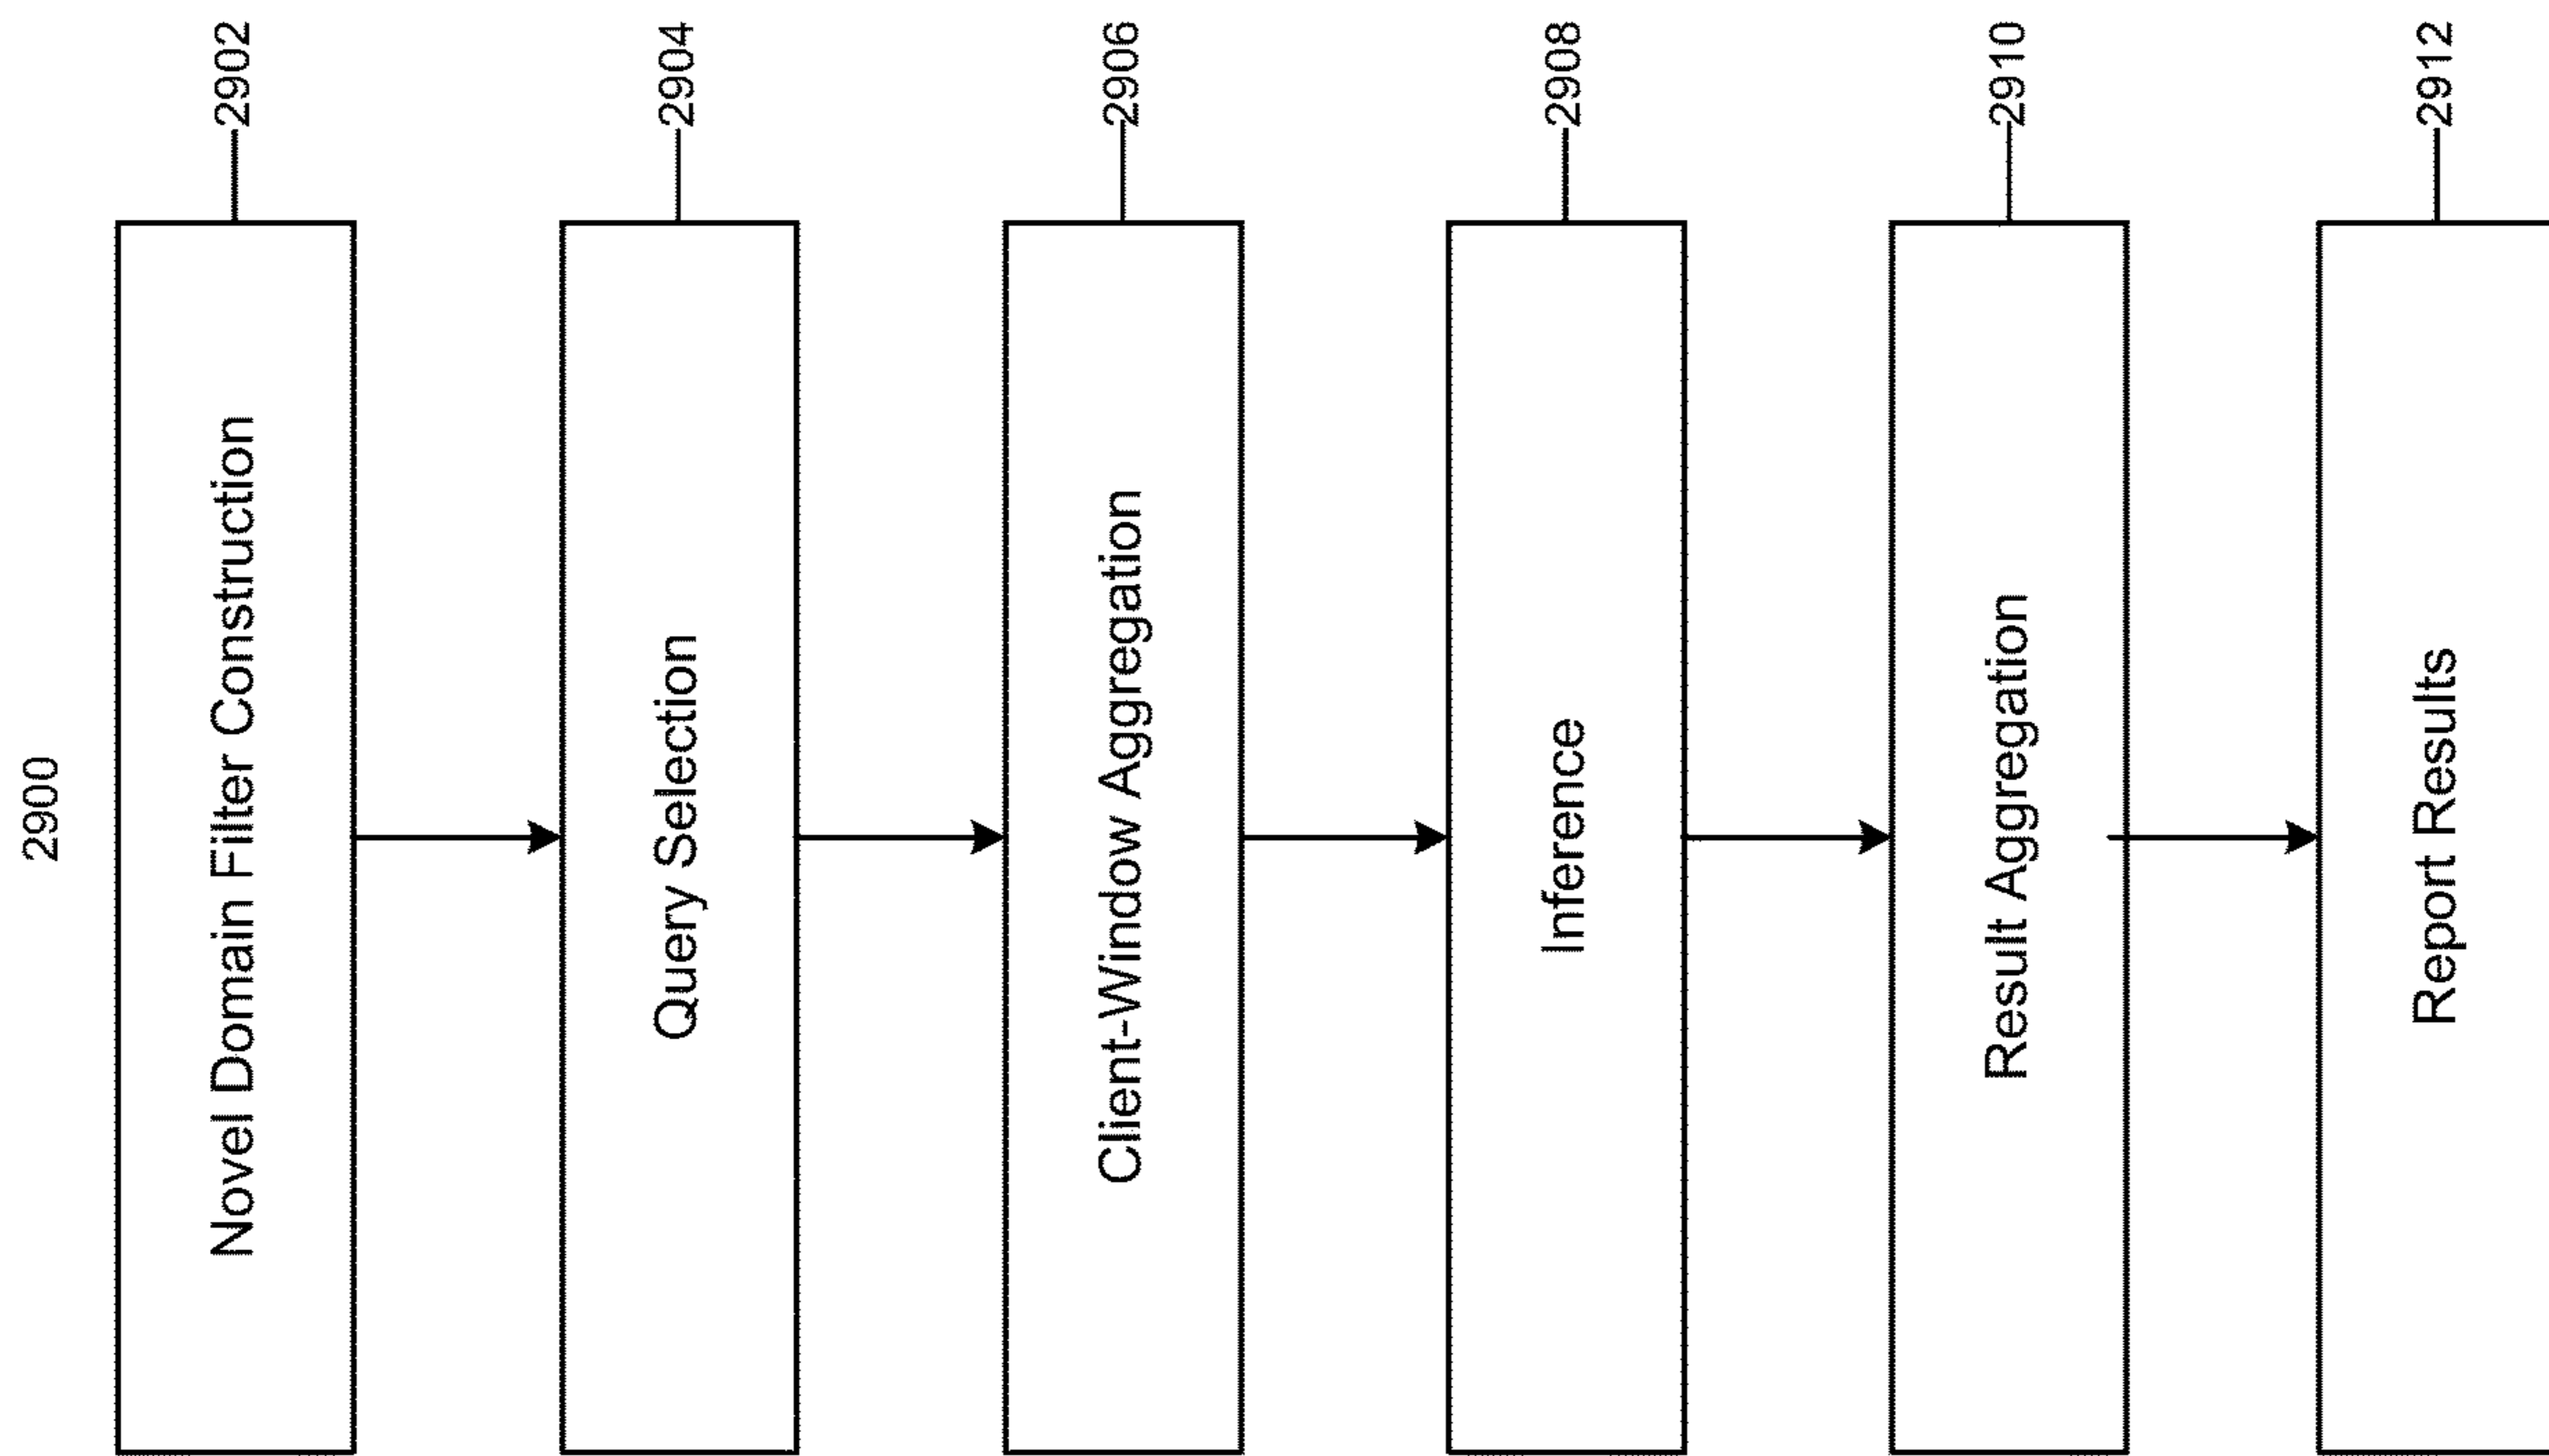 2900
Novel Domain Filter Construction
2902
Query Selection
2904
Client-Window Aggregation
2906
Inference
2908
Result Aggregation
2910
Report Results
2912